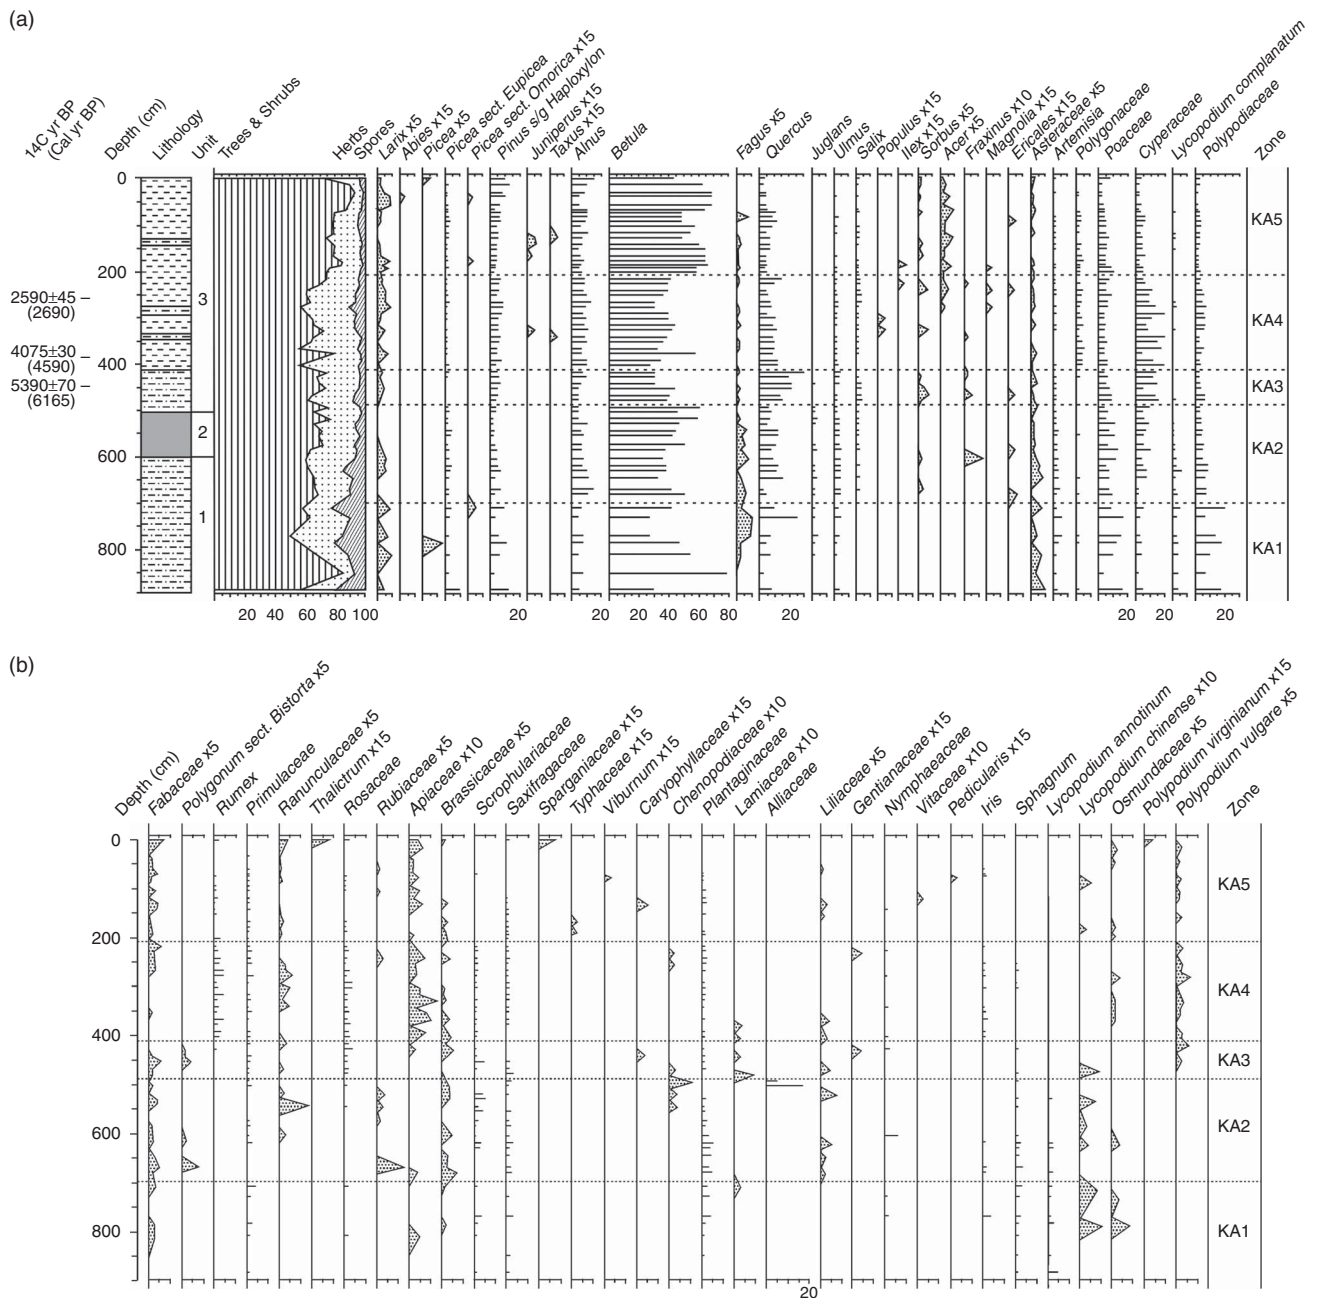 (a)
14C yr BP
(Cal yr BP)
Depth (cm)
Lithology
Unit
Trees & Shrubs
Herbs
Spores
Larix x5
Abies x15
Picea x5
Picea sect. Eupicea
Picea sect. Omorica x15
Pinus s/g Haploxylon
Juniperus x15
Taxus x15
Alnus
Betula
Fagus x5
Quercus
Juglans
Ulmus
Salix
Populus x15
Ilex x15
Sorbus x5
Acer x5
Fraxinus x10
Magnolia x15
Ericales x15
Asteraceae x5
Artemisia
Polygonaceae
Poaceae
Cyperaceae
Lycopodium complanatum
Polypodiaceae
Zone
0
KA5
200
2590±45
(2690)
3
KA4
4075±30
(4590)
400
5390±70
(6165)
KA3
2
KA2
600
1
KA1
800
20 40 60 80 100 20 20 20 40 60 80 20 20 20 20
(b)
Depth (cm)
Fabaceae x5
Polygonum sect. Bistorta x5
Rumex
Primulaceae
Ranunculaceae x5
Thalictrum x15
Rosaceae
Rubiaceae x5
Apiaceae x10
Brassicaceae x5
Scrophulariaceae
Saxifragaceae
Sparganiaceae x15
Typhaceae x15
Viburnum x15
Caryophyllaceae x15
Chenopodiaceae x10
Plantaginaceae
Lamiaceae x10
Alliaceae
Liliaceae x5
Gentianaceae x15
Nymphaeaceae
Vitaceae x10
Pedicularis x15
Iris
Sphagnum
Lycopodium annotinum
Lycopodium chinense x10
Osmundaceae x5
Polypodium virginianum x15
Polypodium vulgare x5
Zone
0
KA5
200
KA4
400
KA3
600
KA2
800
KA1
20